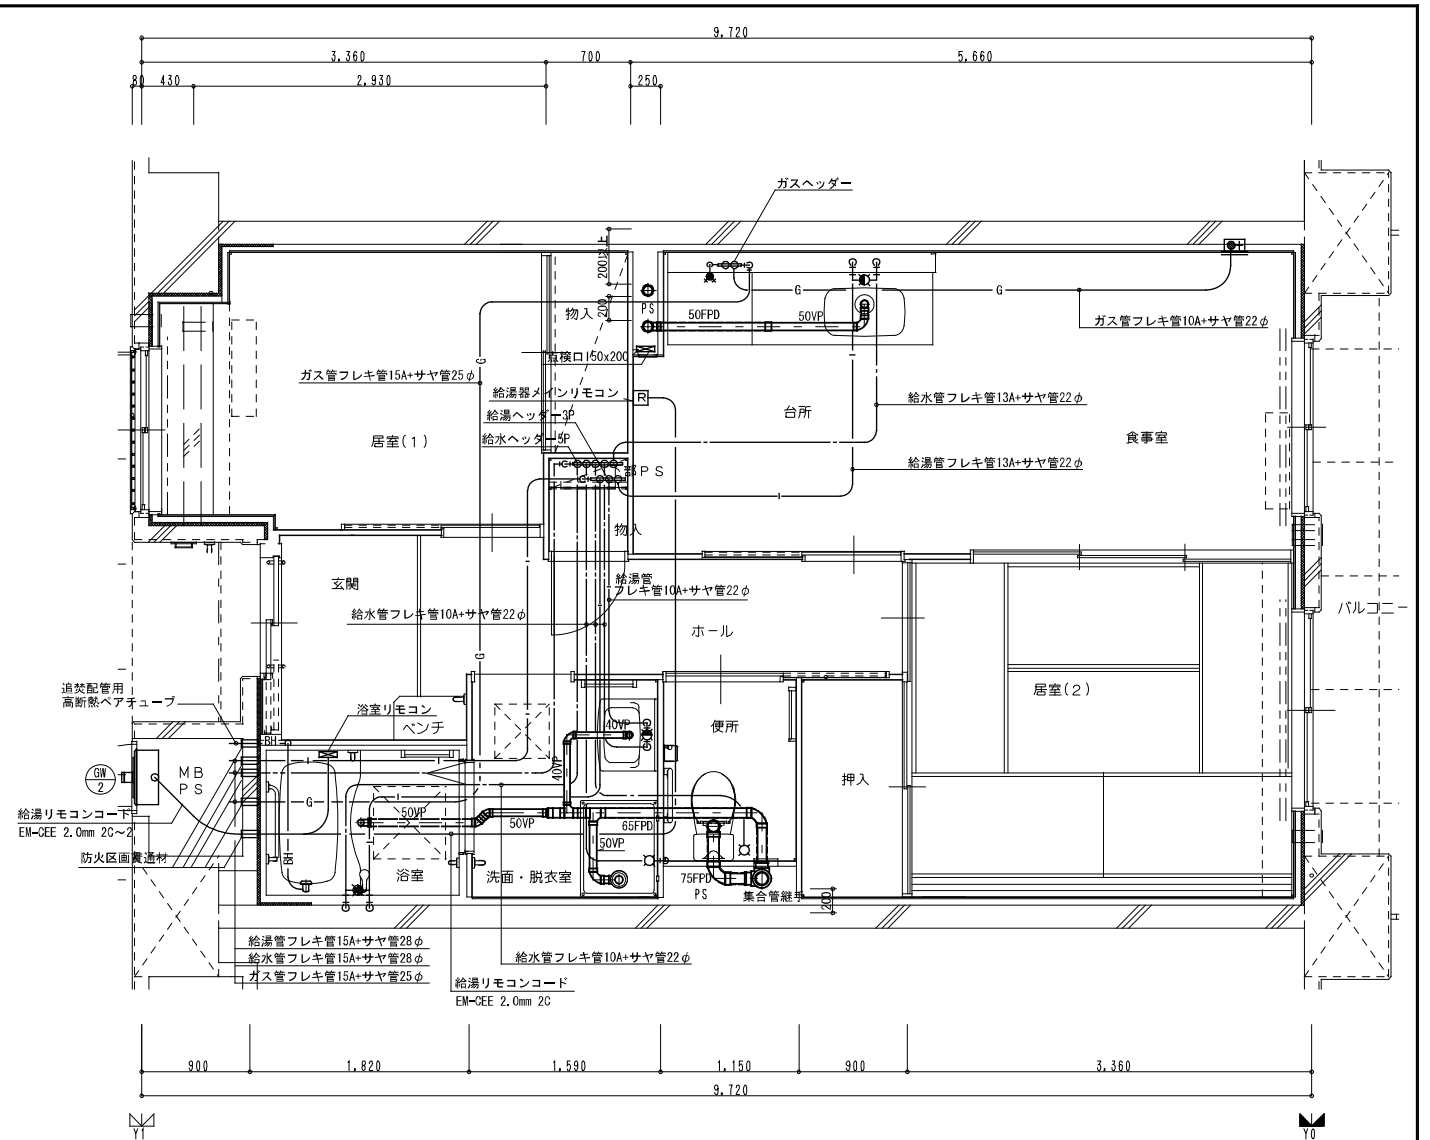 9,720
3,360
700
5,660
80
430
2,930
250
ガスヘッダー
200以上
200
物入
PS
50FPD
50VP
G
G
ガス管フレキ管10A+サヤ管22φ
点検口150x200
G
ガス管フレキ管15A+サヤ管25φ
給湯器メインリモコン
R
台所
給水管フレキ管13A+サヤ管22φ
給湯ヘッダー3P
給水ヘッダー5P
居室(1)
食事室
PS
給湯管フレキ管13A+サヤ管22φ
物入
玄関
給湯管
フレキ管10A+サヤ管22φ
給水管フレキ管10A+サヤ管22φ
バルコニー
ホール
G
追焚配管用
高断熱ペアチューブ
居室(2)
浴室リモコン
ベンチ
40VP
便所
BH
GW
2
MB
PS
40VP
押入
G
給湯リモコンコード
EM-CEE 2.0mm 2C～2
50VP
50VP
65FPD
50VP
防火区画貫通材
BH
浴室
洗面・脱衣室
75FPD
PS
集合管継手
200
給湯管フレキ管15A+サヤ管28φ
給水管フレキ管15A+サヤ管28φ
ガス管フレキ管15A+サヤ管25φ
給水管フレキ管10A+サヤ管22φ
給湯リモコンコード
EM-CEE 2.0mm 2C
900
1,820
1,590
1,150
900
3,360
9,720
Y1
Y0